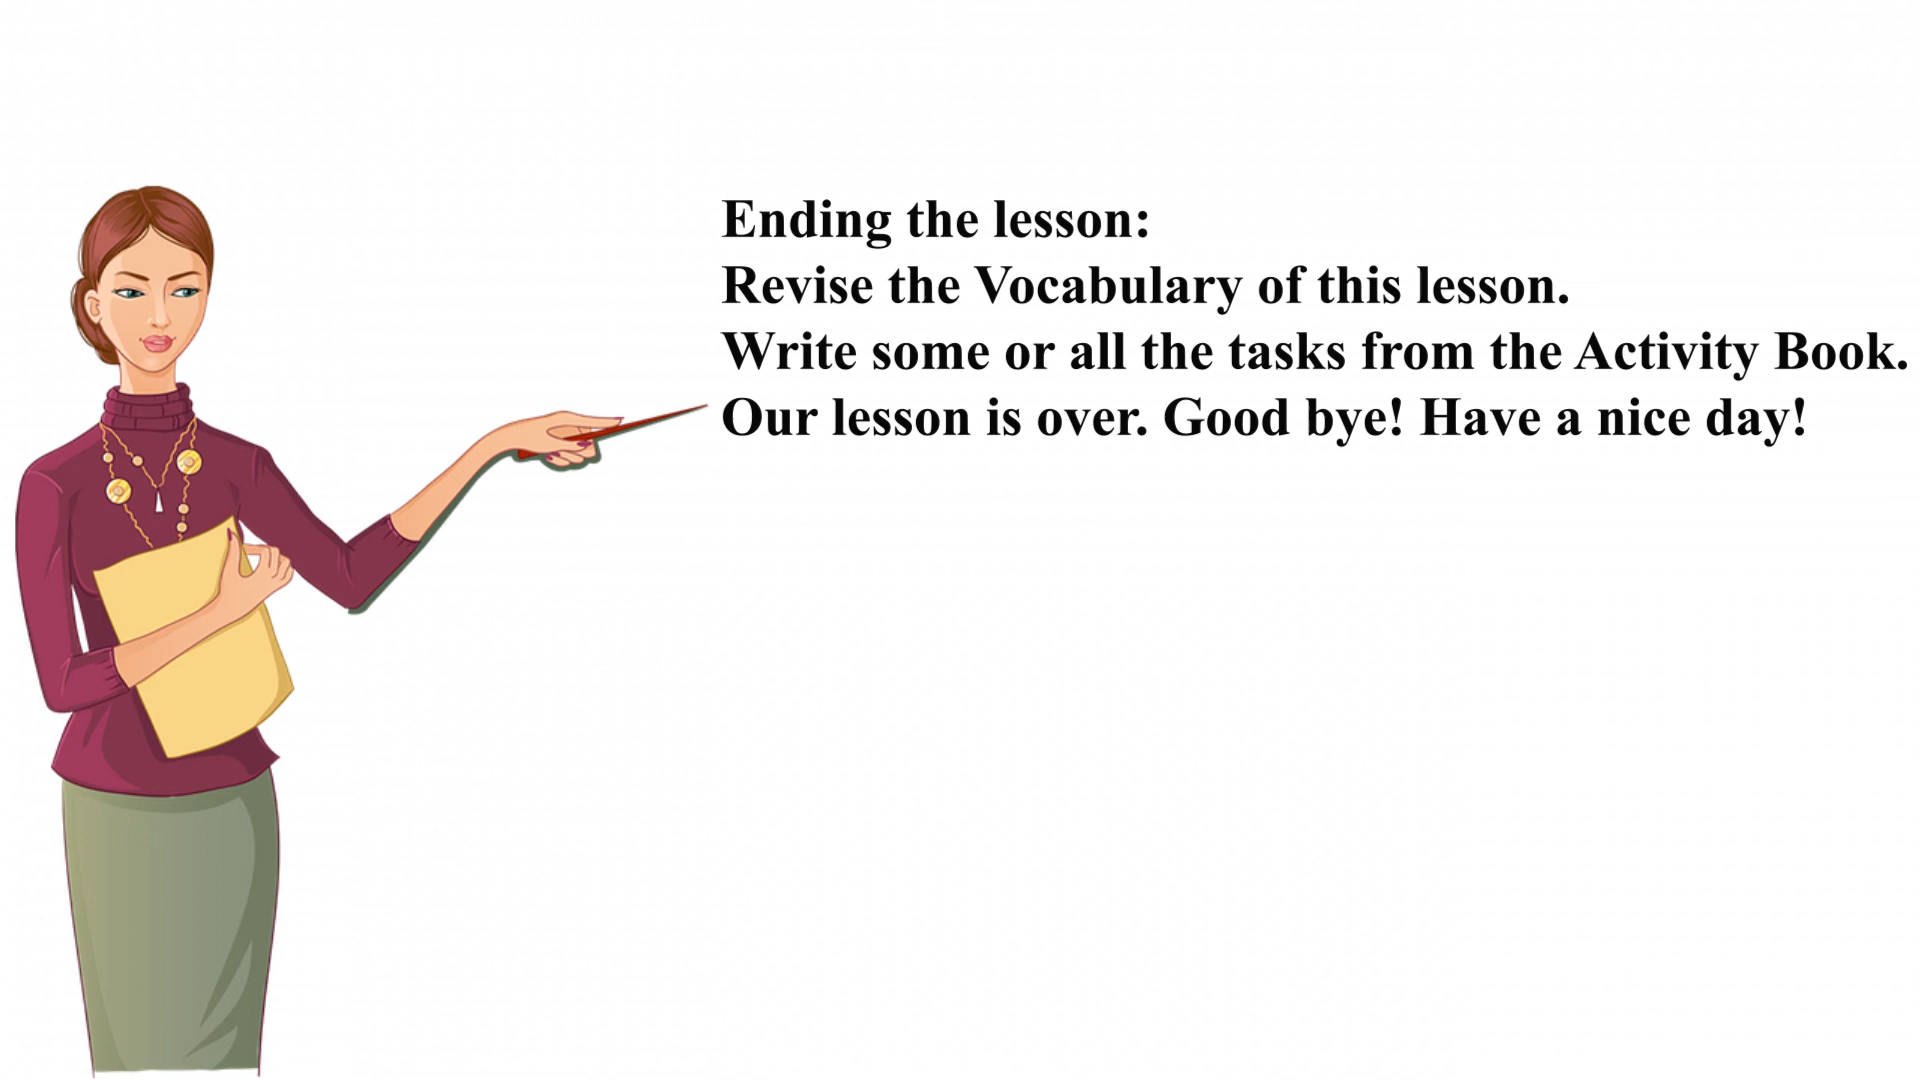 Ending the lesson:
Revise the Vocabulary of this lesson.
Write some or all the tasks from the Activity Book.
Our lesson is over. Good bye! Have a nice day!